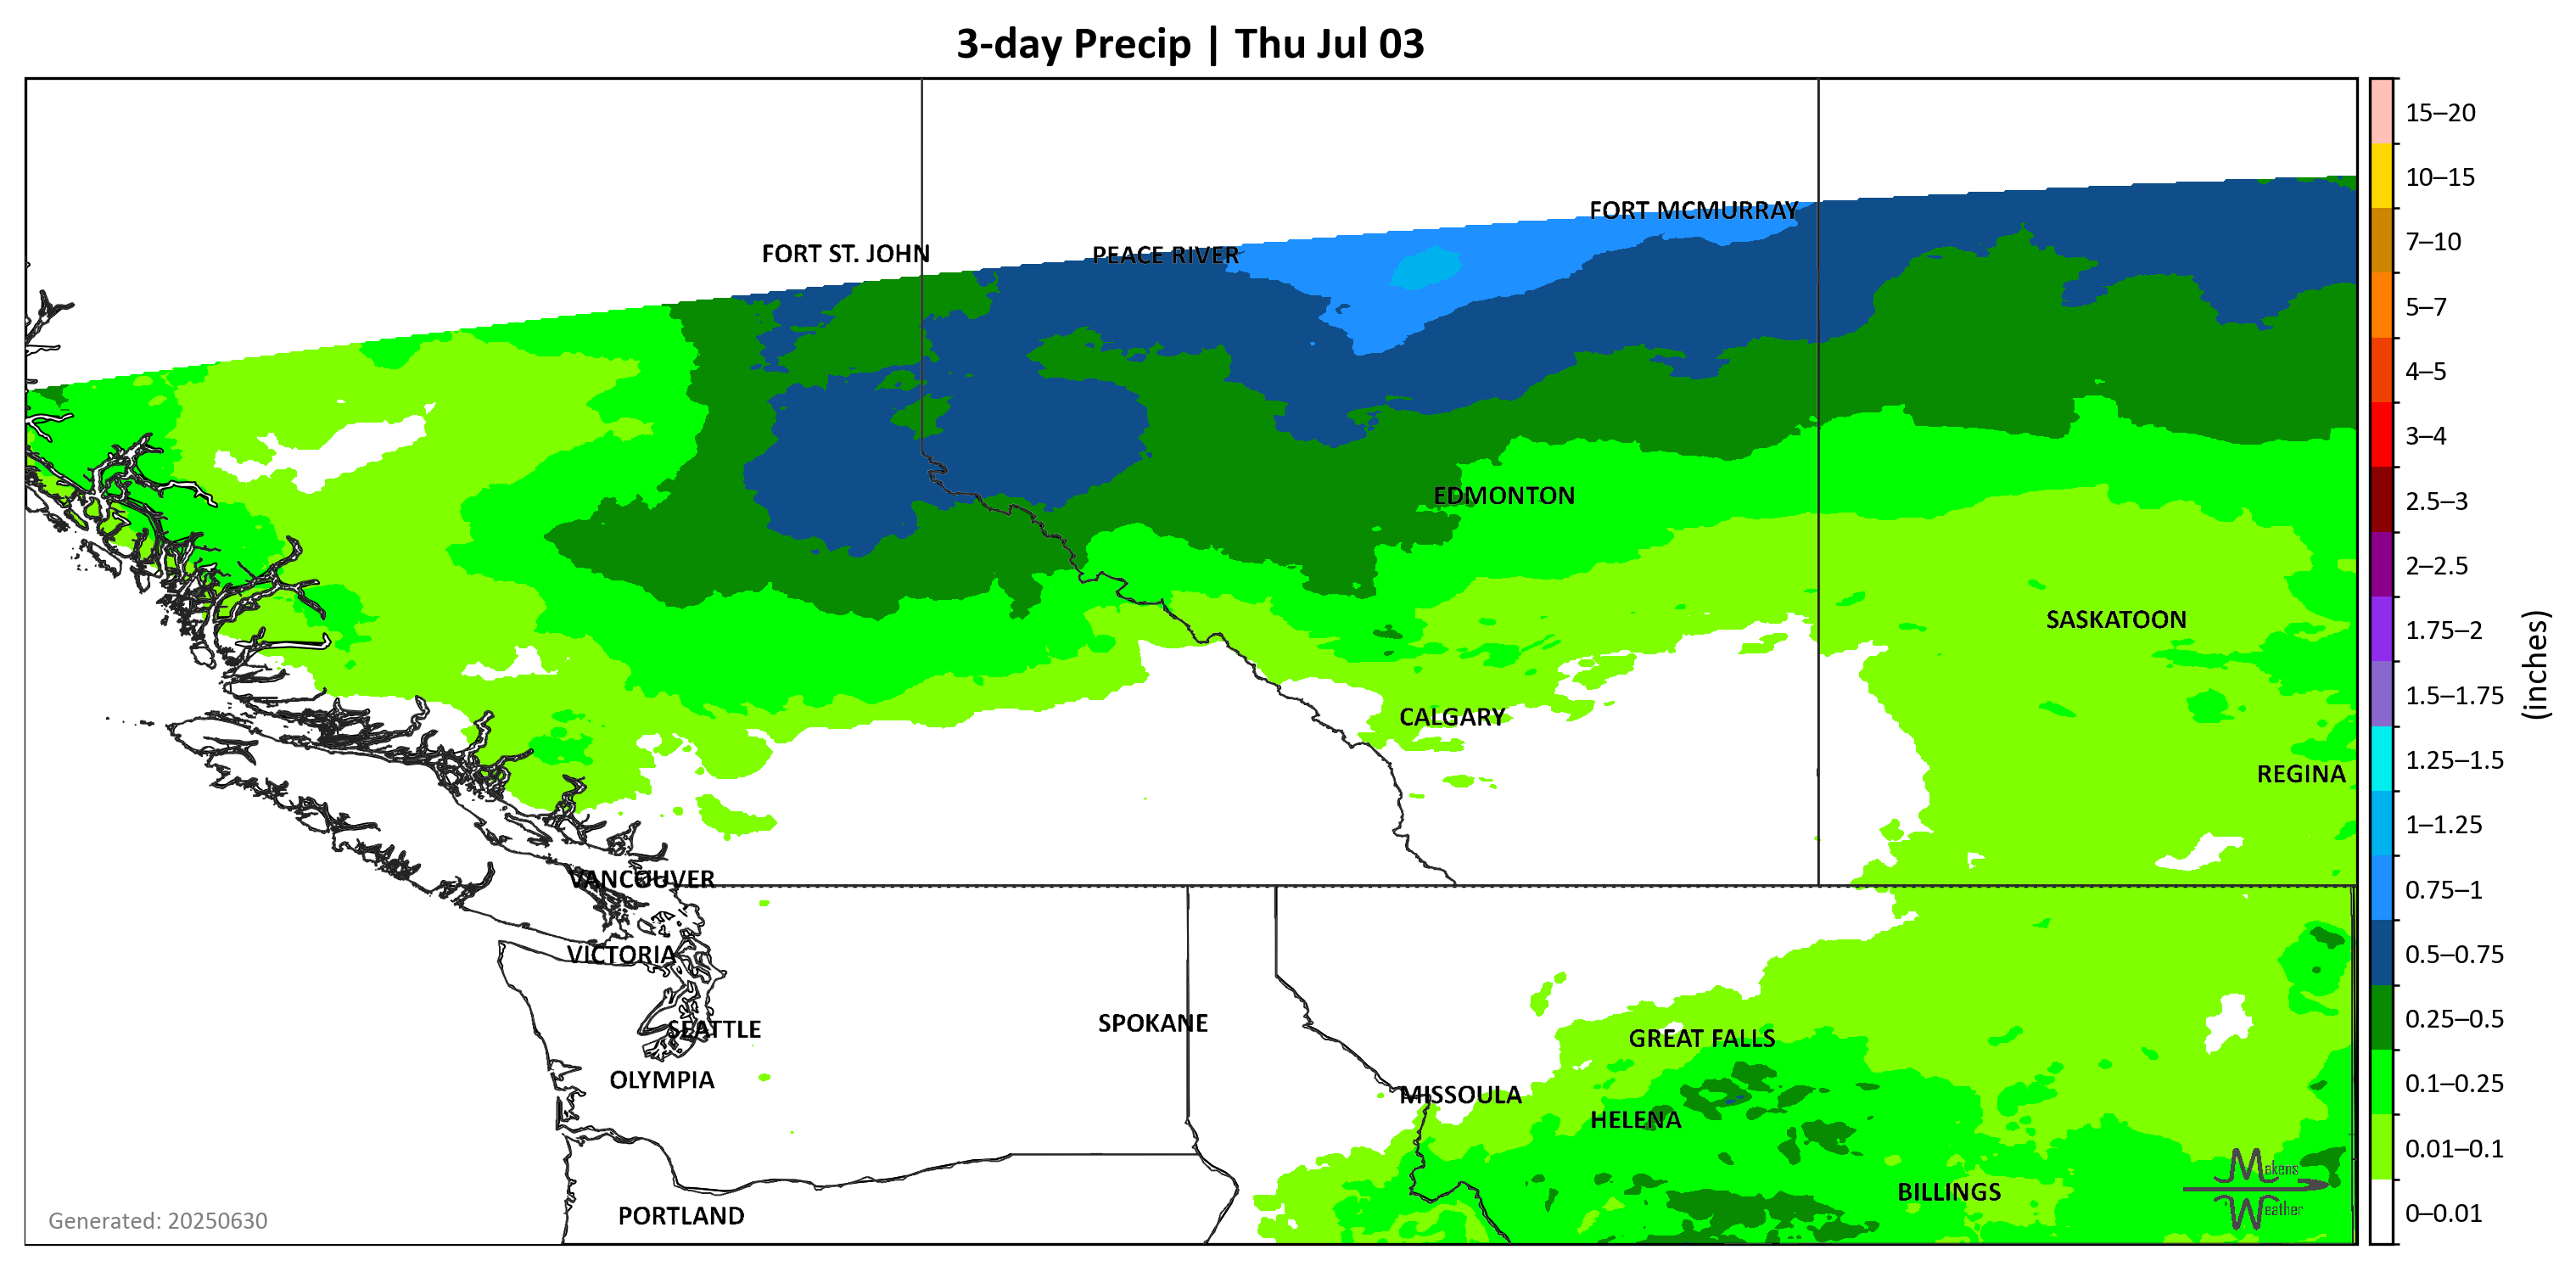 3-day Precip | Thu Jul 03
FORT MCMURRAY
FORT ST. JOHN
PEACE RIVER
EDMONTON
SASKATOON
CALGARY
REGINA
VANCOUVER
VICTORIA
SPOKANE
SEATTLE
GREAT FALLS
OLYMPIA
MISSOULA
HELENA
BILLINGS
PORTLAND
Makens
Weather
Generated: 20250630
15–20
10–15
7–10
5–7
4–5
3–4
2.5–3
2–2.5
1.75–2
1.5–1.75
1.25–1.5
1–1.25
0.75–1
0.5–0.75
0.25–0.5
0.1–0.25
0.01–0.1
0–0.01
(inches)